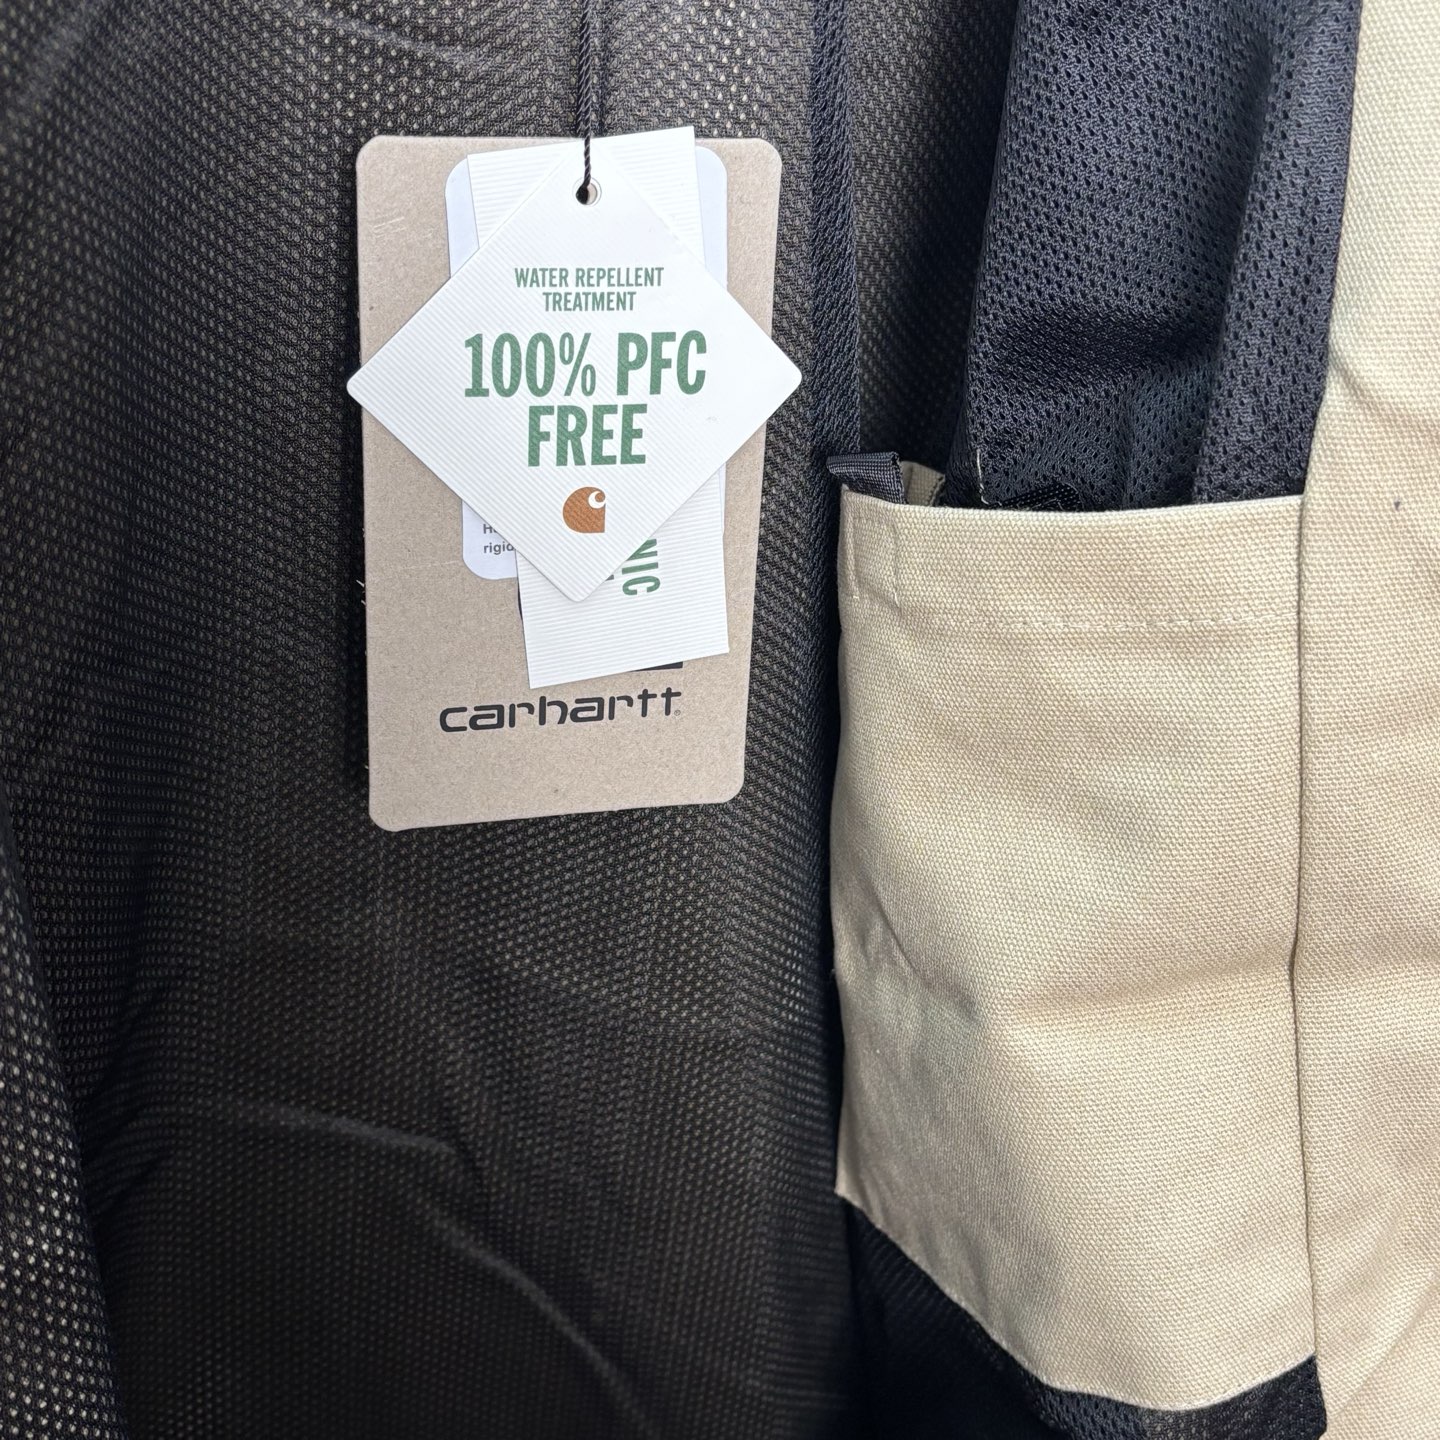 WATER REPELLENT
TREATMENT
100% PFC
FREE
carhartt